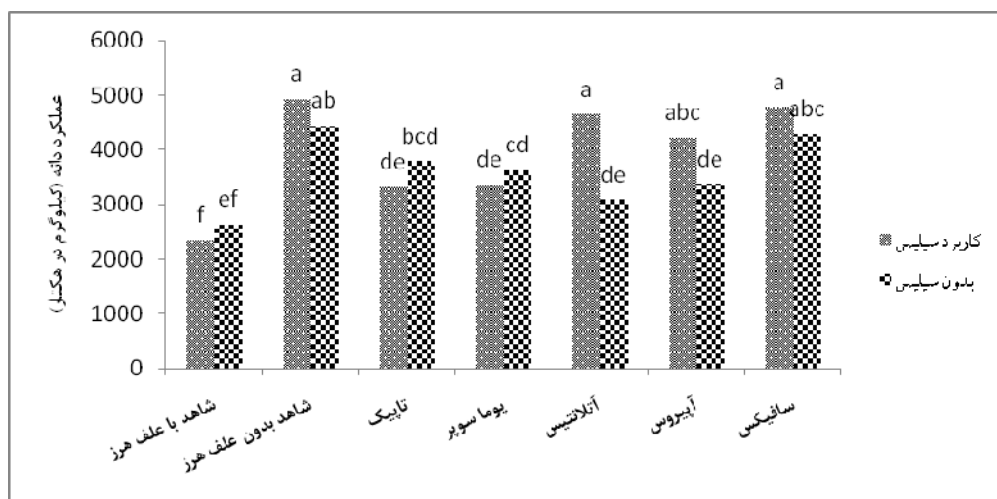 6000
5000
4000
3000
2000
1000
0
عملکرد دانه (کیلوگرم در هکتار)
f ef
a ab
de bcd
de cd
a de
abc de
a abc
شاهد با علف هرز
شاهد بدون علف هرز
تاپیک
پوما سوپر
آتلانتیس
آپیروس
سافیکس
کاربرد سیلیس
بدون سیلیس